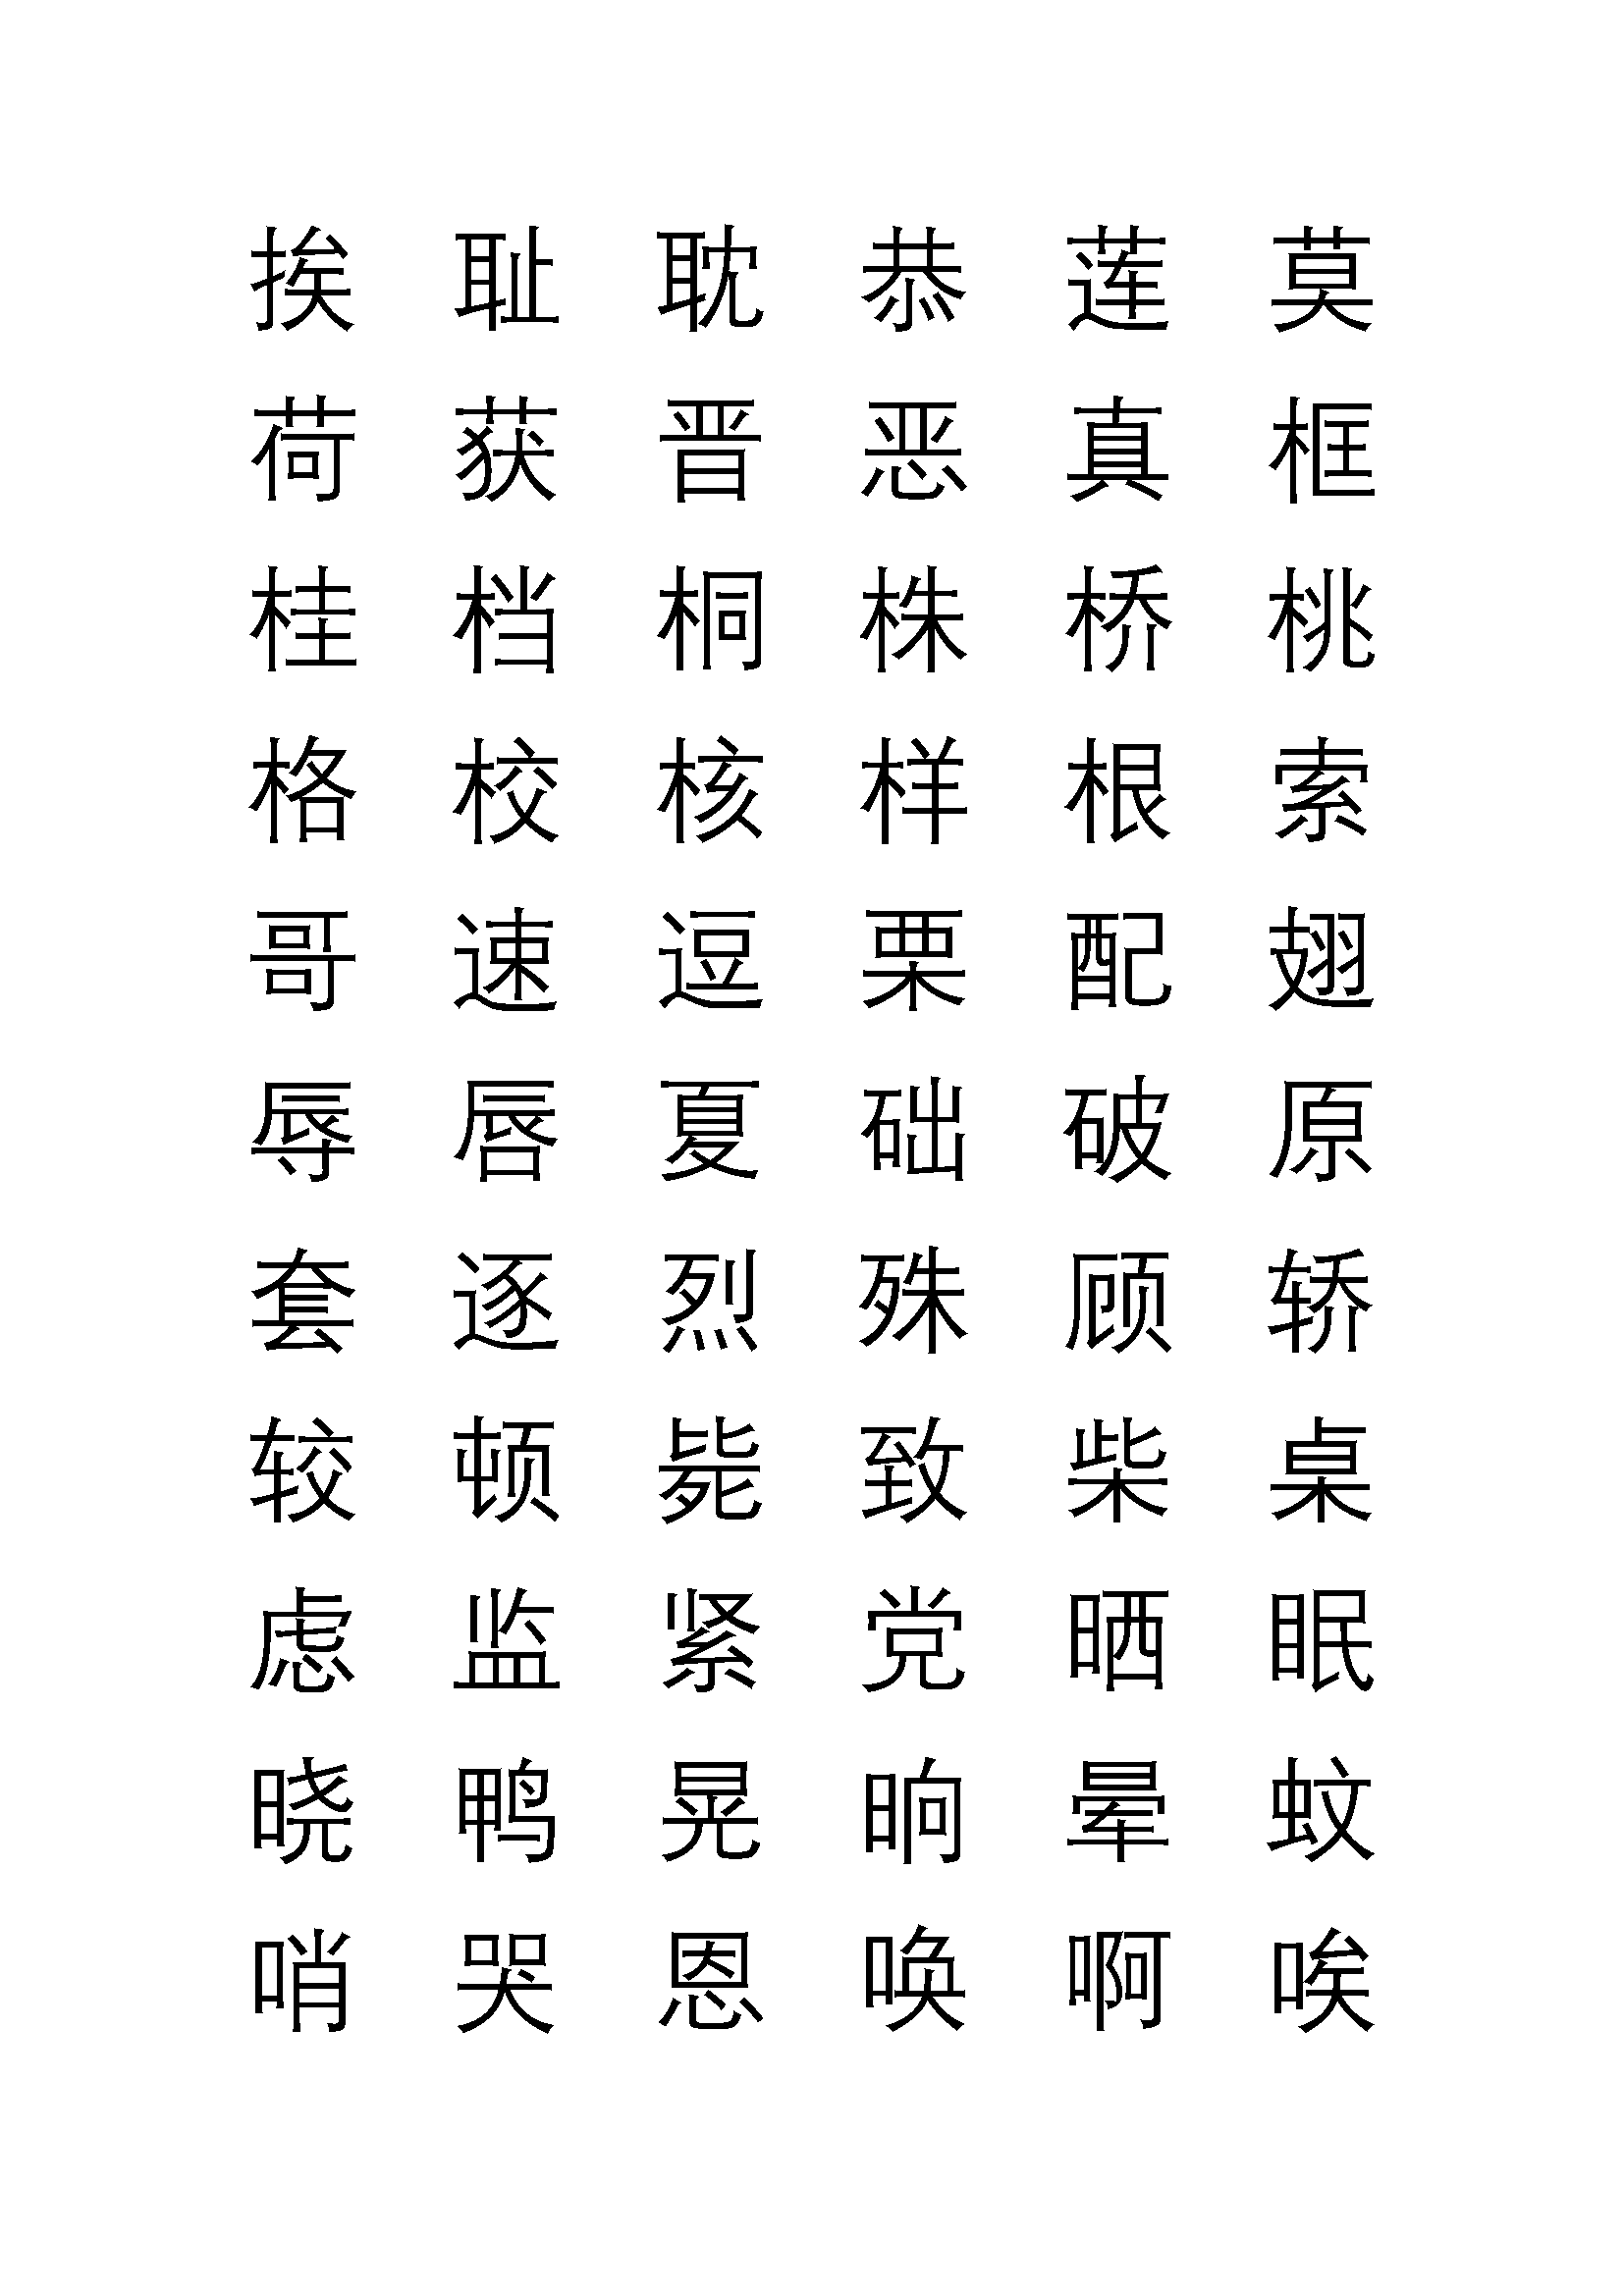 挨 耻 耽 恭 莲 莫
荷 获 晋 恶 真 框
桂 档 桐 株 桥 桃
格 校 核 样 根 索
哥 速 逗 栗 配 翅
辱 唇 夏 础 破 原
套 逐 烈 殊 顾 轿
较 顿 毙 致 柴 桌
虑 监 紧 党 晒 眠
晓 鸭 晃 晌 晕 蚊
哨 哭 恩 唤 啊 唉